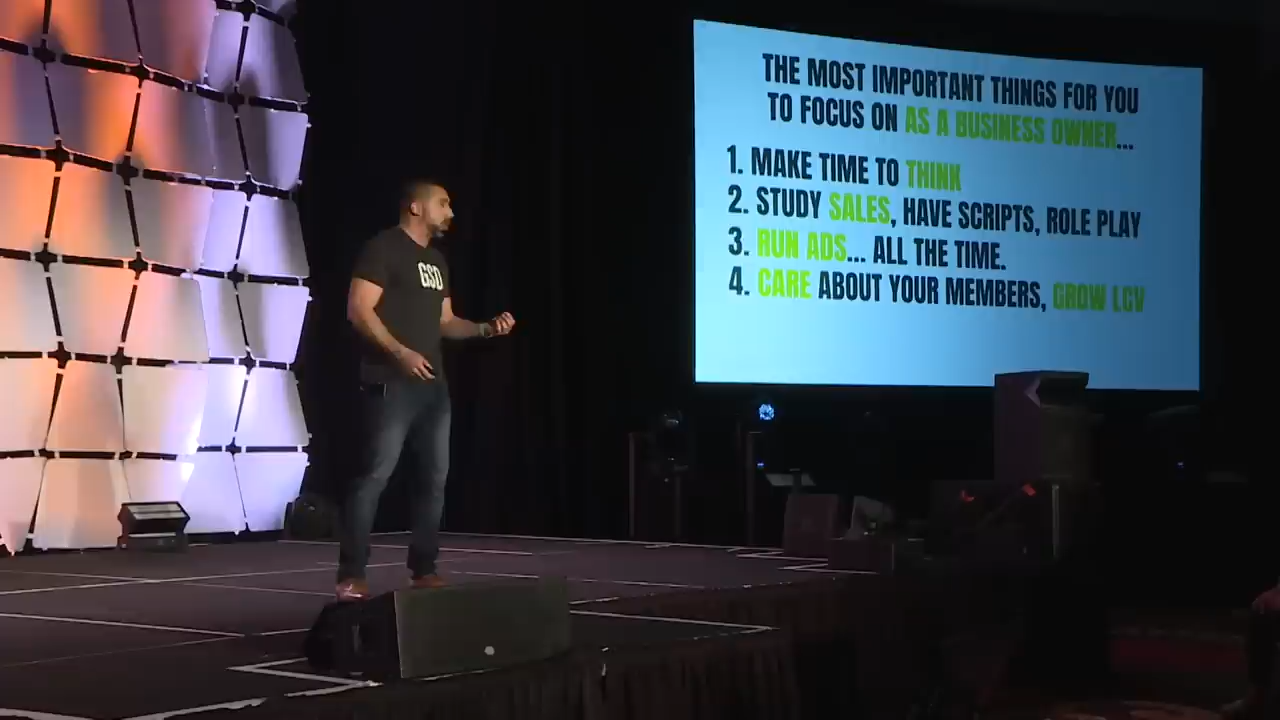 THE MOST IMPORTANT THINGS FOR YOU
TO FOCUS ON AS A BUSINESS OWNER...
1. MAKE TIME TO THINK
2. STUDY SALES, HAVE SCRIPTS, ROLE PLAY
3. RUN ADS... ALL THE TIME.
4. CARE ABOUT YOUR MEMBERS, GROW LCV
GSD